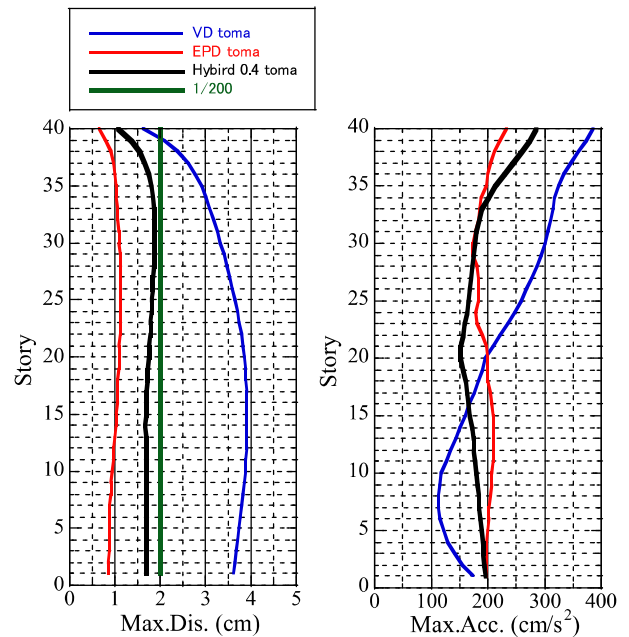 VD toma
EPD toma
Hybird 0.4 toma
1/200
40
35
30
25
20
15
10
5
0
Story
0 1 2 3 4 5
Max.Dis. (cm)
40
35
30
25
20
15
10
5
0
Story
0 100 200 300 400
Max.Acc. (cm/s²)